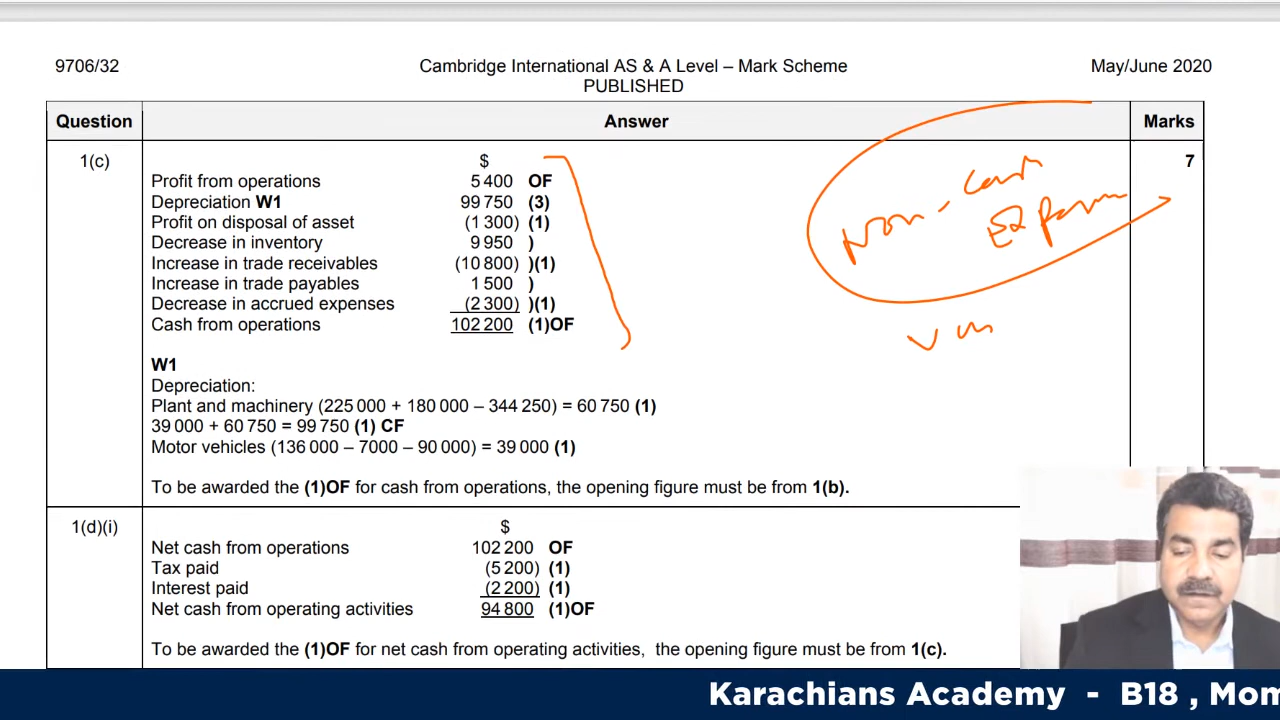 9706/32 Cambridge International AS & A Level – Mark Scheme May/June 2020
PUBLISHED
Question Answer Marks
1(c) $ 7
Profit from operations 5 400 OF
Depreciation W1 99 750 (3)
Profit on disposal of asset (1 300) (1)
Decrease in inventory 9 950 )
Increase in trade receivables (10 800) )(1)
Increase in trade payables 1 500 )
Decrease in accrued expenses (2 300) )(1)
Cash from operations 102 200 (1)OF
Non - Cash
W1
Depreciation:
Plant and machinery (225 000 + 180 000 – 344 250) = 60 750 (1)
39 000 + 60 750 = 99 750 (1) CF
Motor vehicles (136 000 – 7000 – 90 000) = 39 000 (1)
To be awarded the (1)OF for cash from operations, the opening figure must be from 1(b).
1(d)(i) $
Net cash from operations 102 200 OF
Tax paid (5 200) (1)
Interest paid (2 200) (1)
Net cash from operating activities 94 800 (1)OF
To be awarded the (1)OF for net cash from operating activities, the opening figure must be from 1(c).
Karachians Academy - B18 , Mom